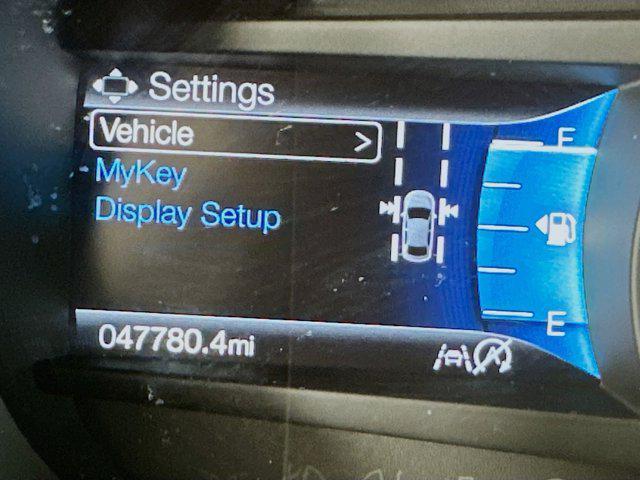 Settings
Vehicle >
MyKey
Display Setup
F
E
047780.4mi